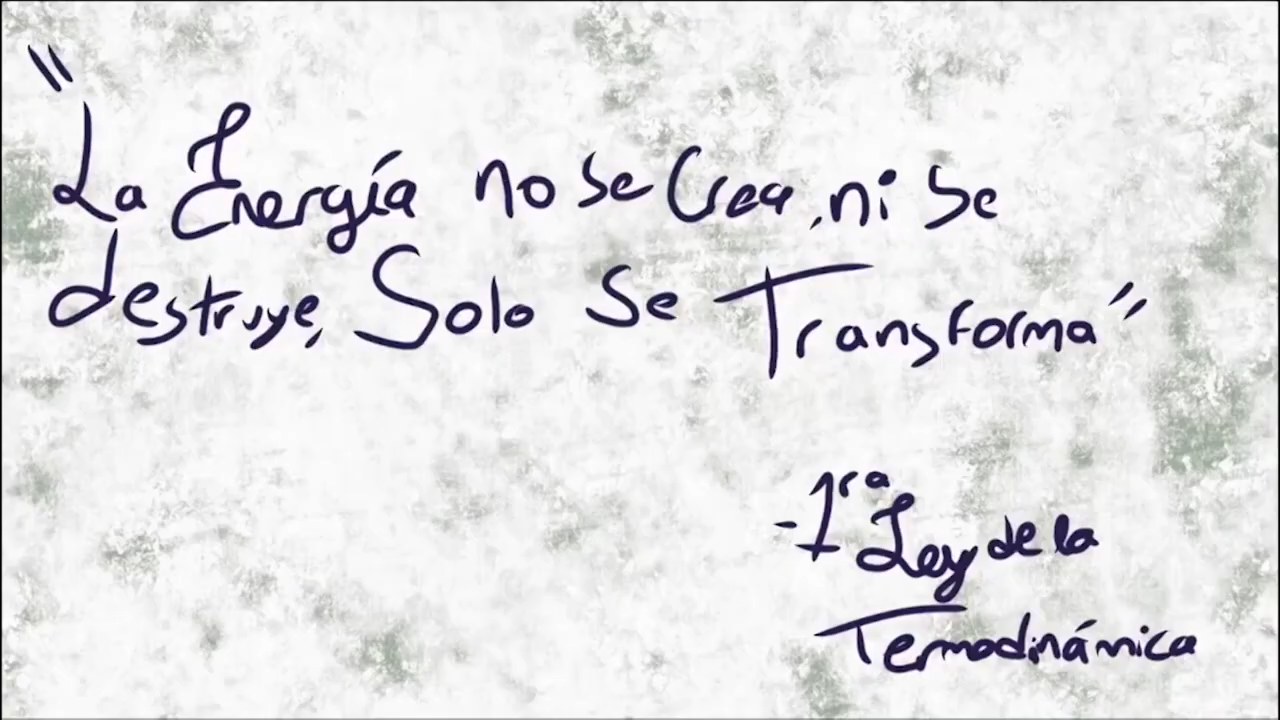 "La Energía no se Crea, ni se
destruye, Solo Se Transforma"
-1ra Ley de la
Termodinámica